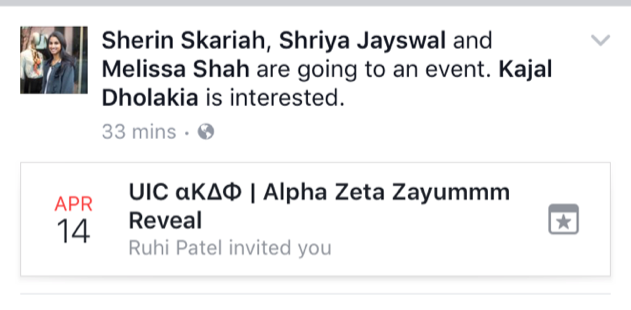 Sherin Skariah, Shriya Jayswal and
Melissa Shah are going to an event. Kajal
Dholakia is interested.
33 mins ·
APR
14
UIC αKΔΦ | Alpha Zeta Zayummm
Reveal
Ruhi Patel invited you